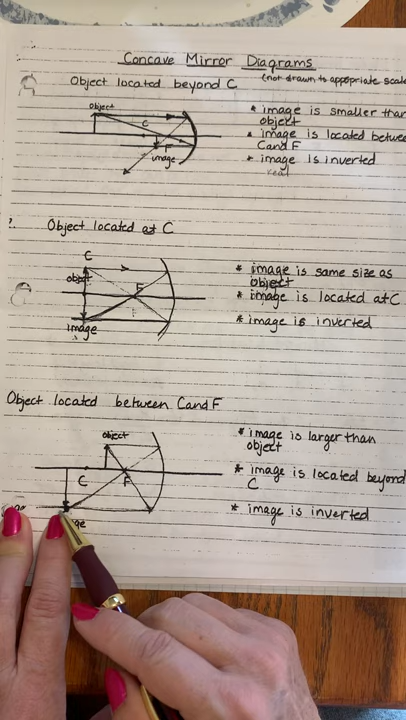 Concave Mirror Diagrams
(not drawn to appropriate scale
Object located beyond C
object
C
F
image
* image is smaller than
object
* image is located between
C and F
* image is inverted
real
2.
Object located at C
C
object
F
image
* image is same size as
object
* image is located at C
* image is inverted
Object located between C and F
object
C
F
* image is larger than
object
* image is located beyond
C
* image is inverted